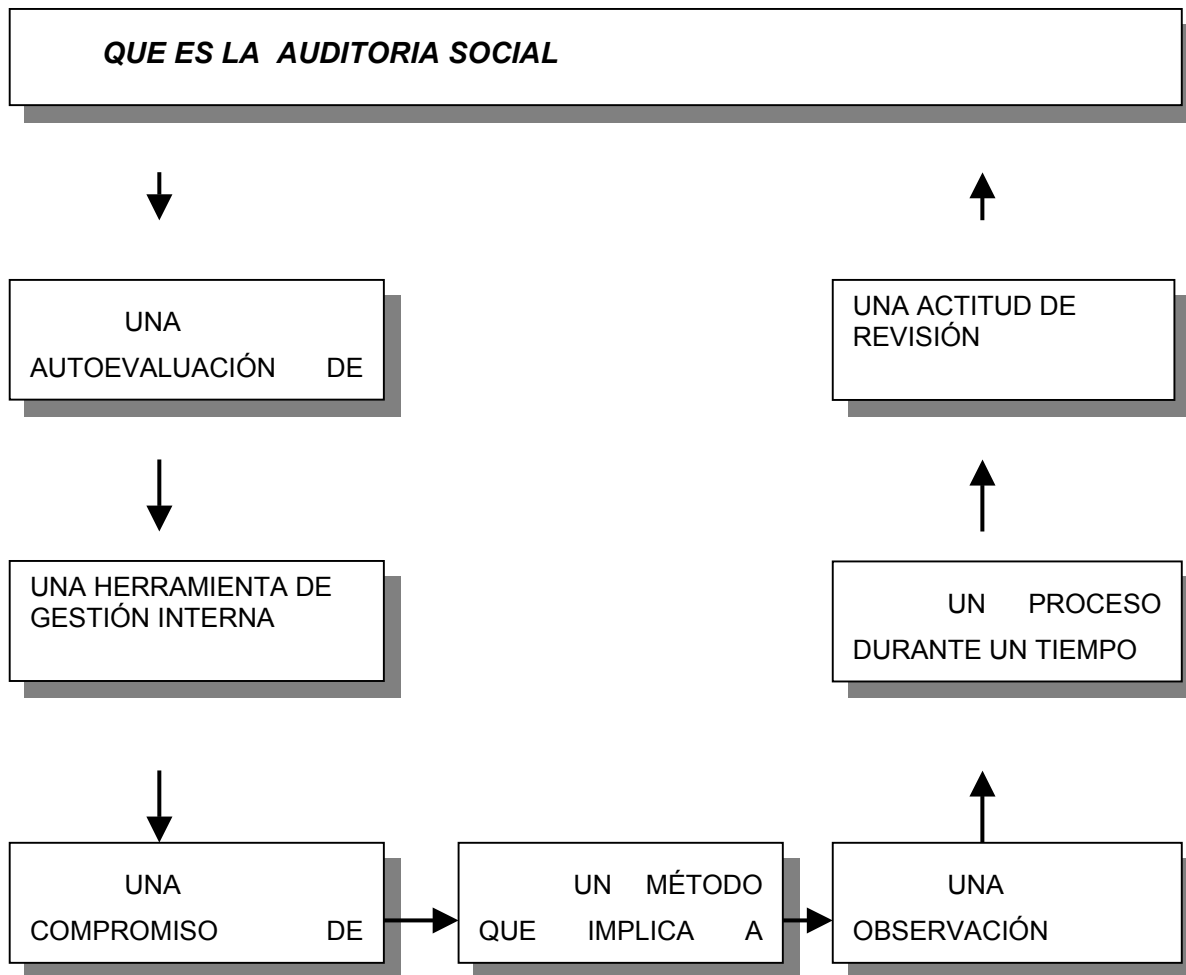 QUE ES LA AUDITORIA SOCIAL
UNA
AUTOEVALUACIÓN DE
UNA HERRAMIENTA DE
GESTIÓN INTERNA
UNA
COMPROMISO DE
UN MÉTODO
QUE IMPLICA A
UNA
OBSERVACIÓN
UN PROCESO
DURANTE UN TIEMPO
UNA ACTITUD DE
REVISIÓN